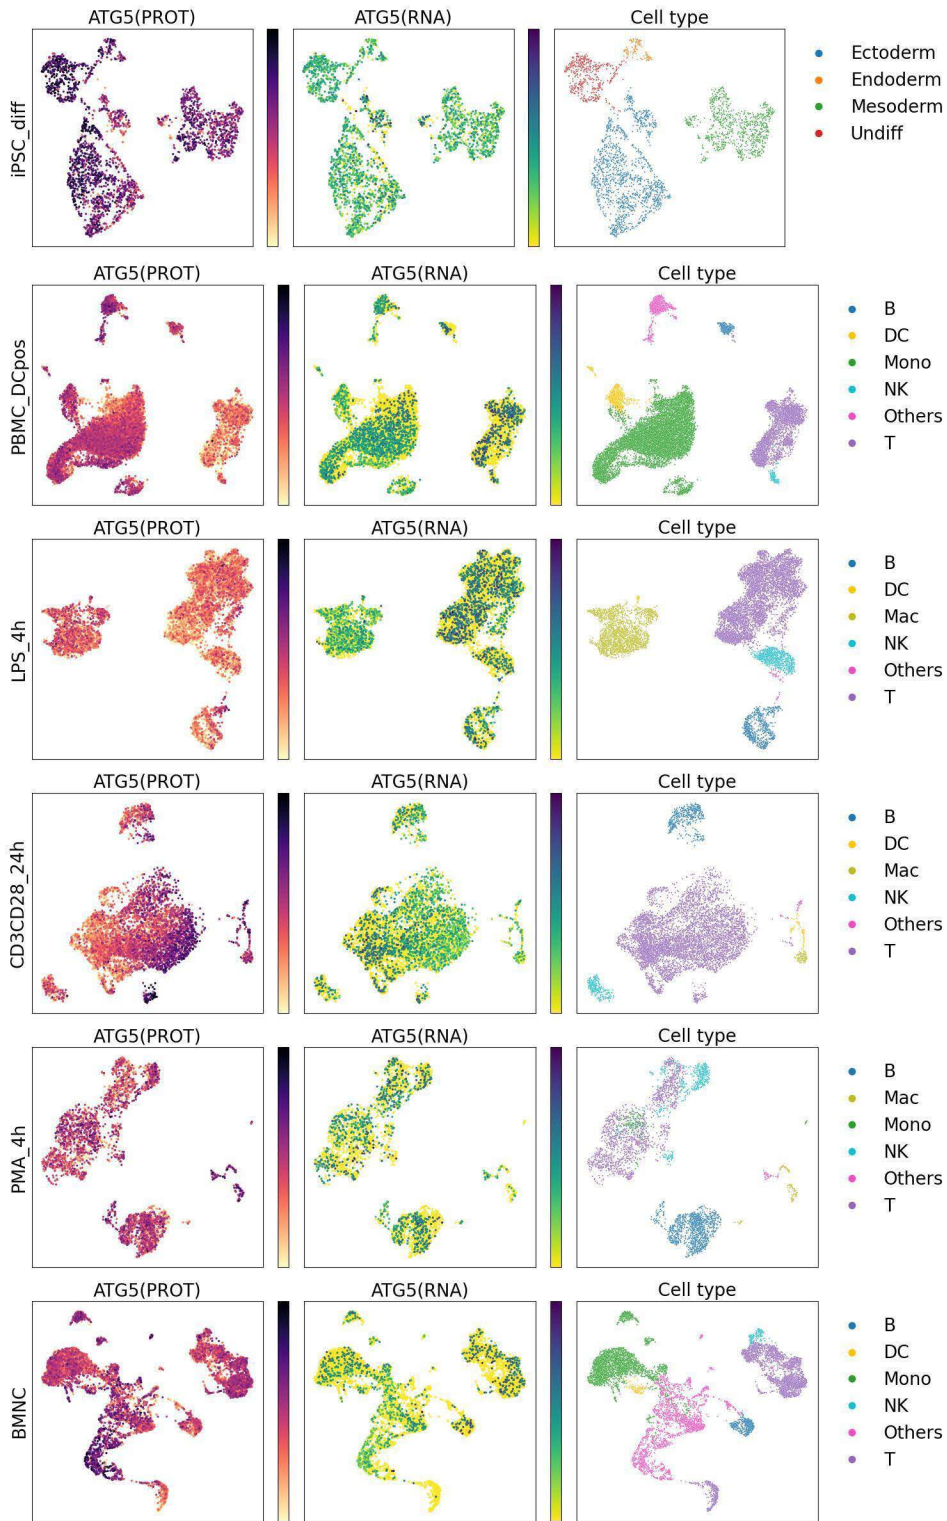 ATG5(PROT) ATG5(RNA) Cell type
iPSC_diff
Ectoderm
Endoderm
Mesoderm
Undiff
ATG5(PROT) ATG5(RNA) Cell type
PBMC_DCpos
B
DC
Mono
NK
Others
T
ATG5(PROT) ATG5(RNA) Cell type
LPS_4h
B
DC
Mac
NK
Others
T
ATG5(PROT) ATG5(RNA) Cell type
CD3CD28_24h
B
DC
Mac
NK
Others
T
ATG5(PROT) ATG5(RNA) Cell type
PMA_4h
B
Mac
Mono
NK
Others
T
ATG5(PROT) ATG5(RNA) Cell type
BMNC
B
DC
Mono
NK
Others
T